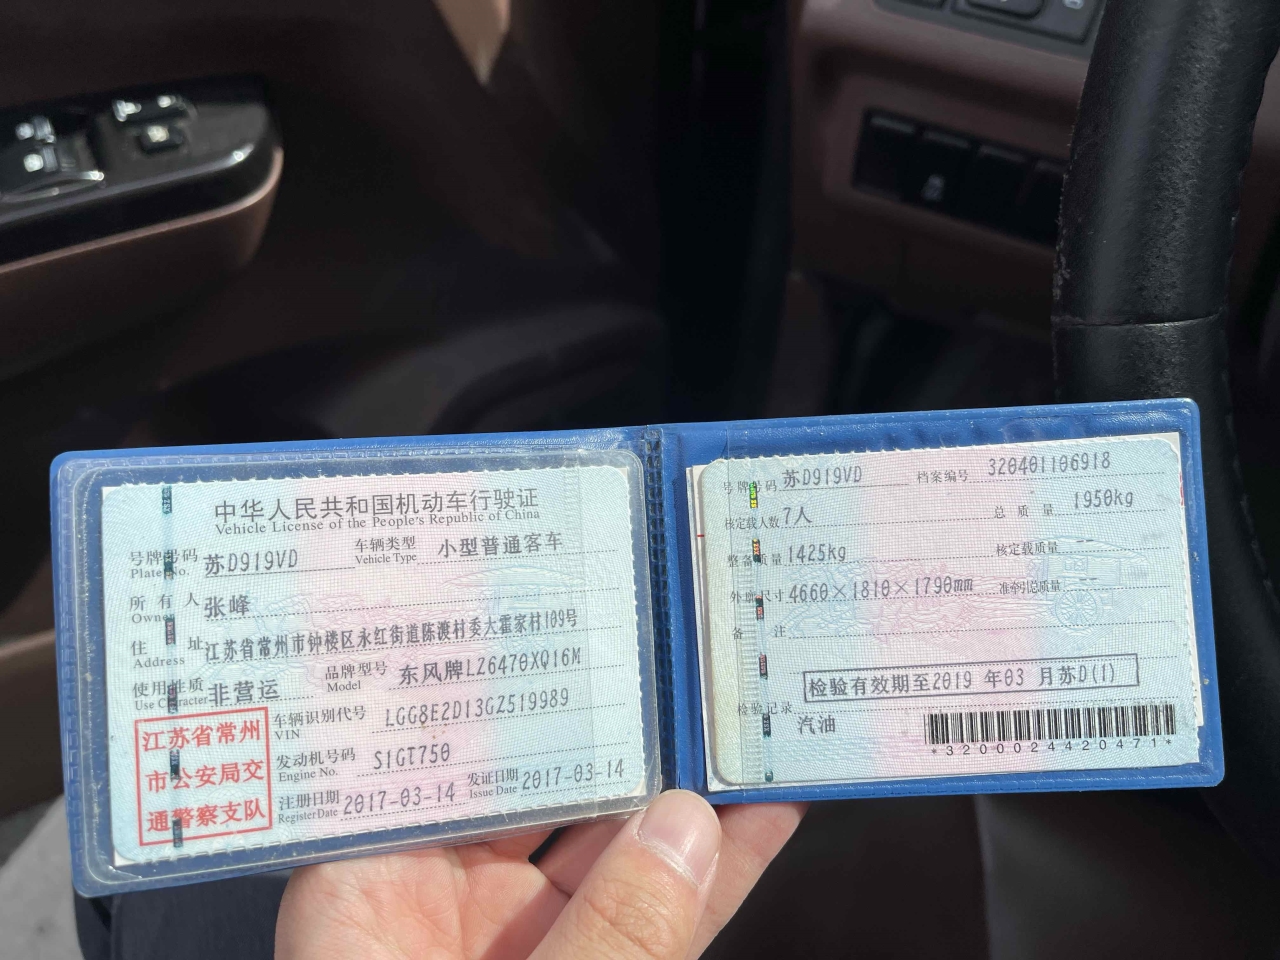 中华人民共和国机动车行驶证
Vehicle License of the People's Republic of China
号牌号码 苏D919VD 车辆类型 小型普通客车
Plate No. Vehicle Type
所有人 张峰
Owner
住址 江苏省常州市钟楼区永红街道陈渡村委大霍家村109号
Address
使用性质 非营运 品牌型号 东风牌LZ6470XQ16M
Use Character Model
车辆识别代号 LGG8E2D13GZ519989
VIN
发动机号码 S1GT750
Engine No.
注册日期 2017-03-14 发证日期 2017-03-14
Register Date Issue Date
江苏省常州
市公安局交
通警察支队
号牌号码 苏D919VD 档案编号 320401106918
核定载人数 7人 总质量 1950kg
整备质量 1425kg 核定载质量 --
外廓尺寸 4660×1810×1790mm 准牵引总质量 --
备注
检验有效期至2019 年03 月苏D(1)
检验记录
汽油
*3200024420471*